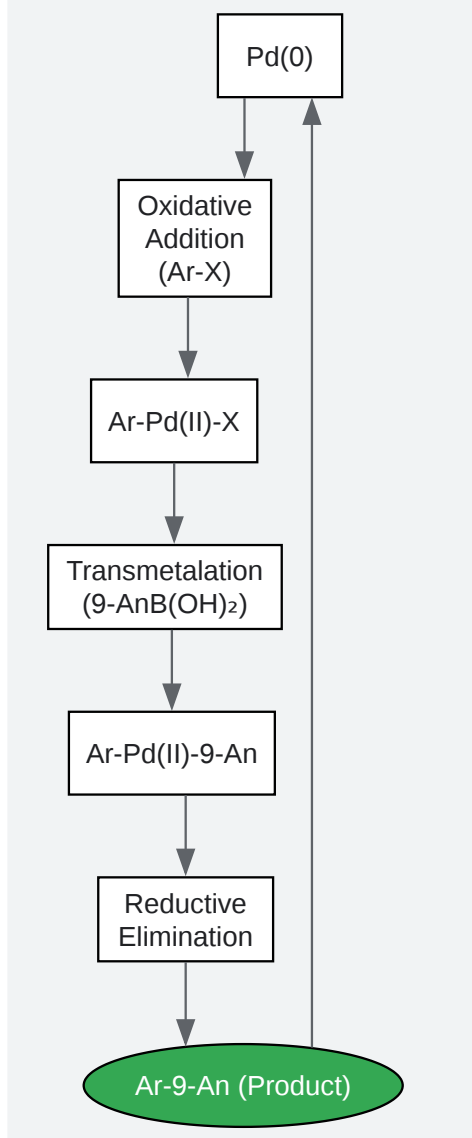 Pd(0)
Oxidative
Addition
(Ar-X)
Ar-Pd(II)-X
Transmetalation
(9-AnB(OH)₂)
Ar-Pd(II)-9-An
Reductive
Elimination
Ar-9-An (Product)